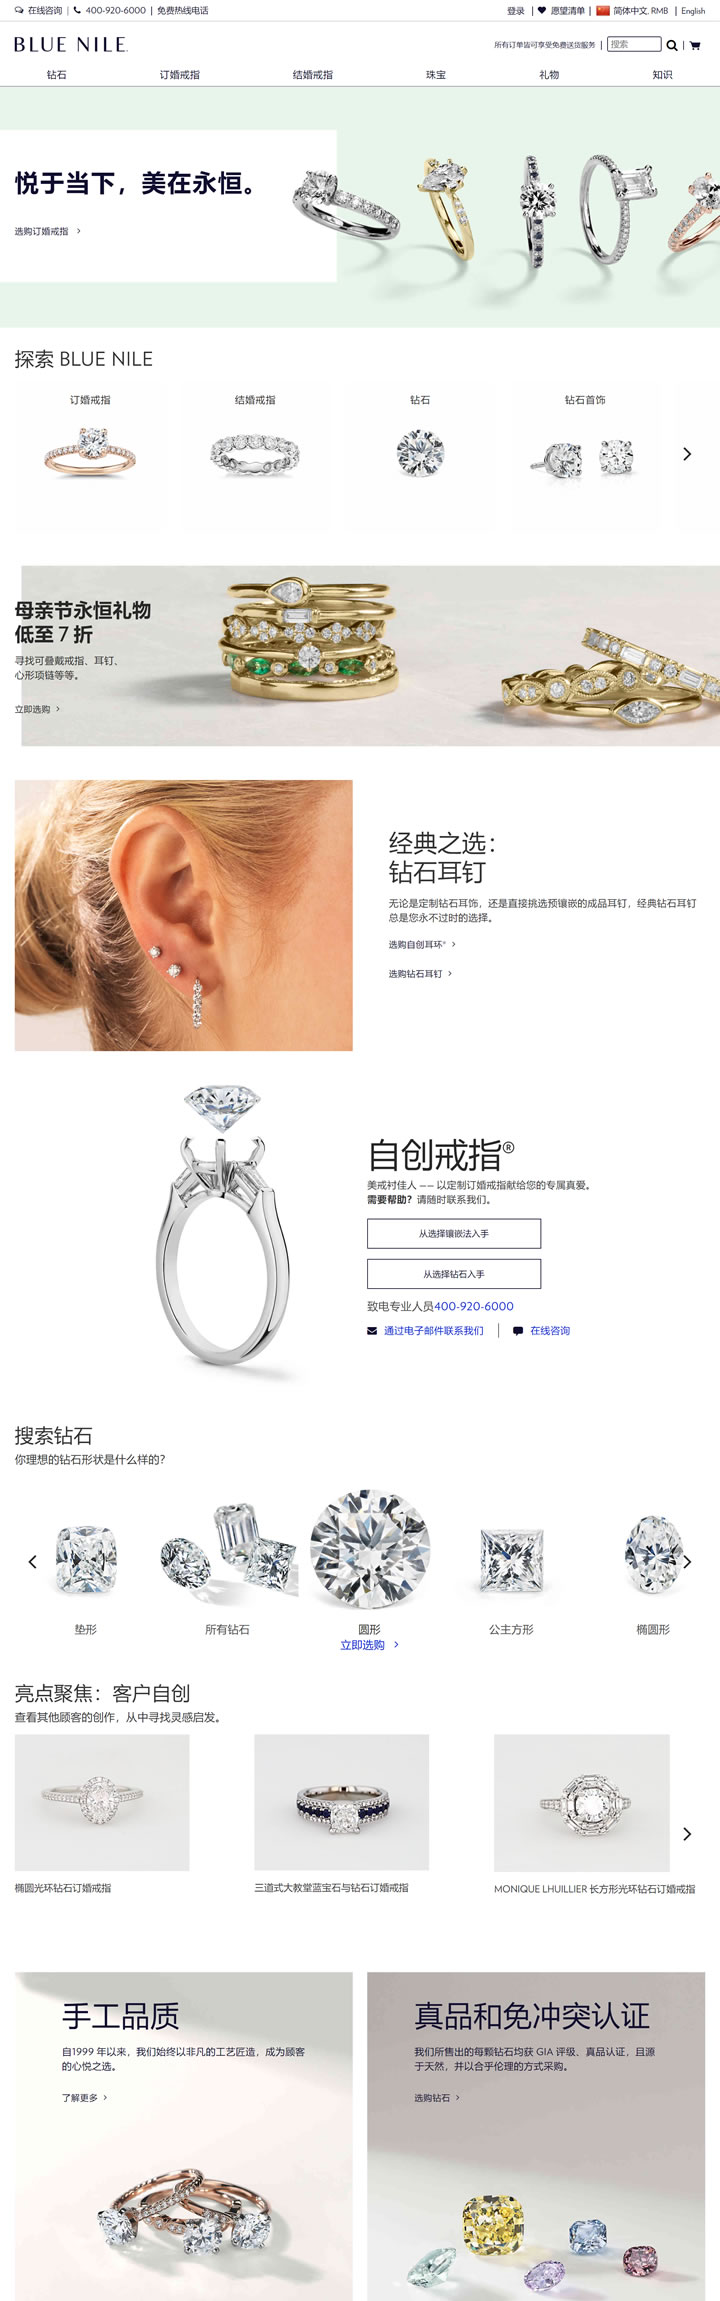 在线咨询 | 400-920-6000 | 免费热线电话
登录 | 愿望清单 | 简体中文, RMB | English
BLUE NILE.
所有订单皆可享受免费送货服务 | 搜索
钻石 订婚戒指 结婚戒指 珠宝 礼物 知识
悦于当下，美在永恒。
选购订婚戒指 >
探索 BLUE NILE
订婚戒指 结婚戒指 钻石 钻石首饰
母亲节永恒礼物
低至 7 折
寻找可叠戴戒指、耳钉、
心形项链等等。
立即选购 >
经典之选：
钻石耳钉
无论是定制钻石耳饰，还是直接挑选预镶嵌的成品耳钉，经典钻石耳钉
总是您永不过时的选择。
选购自创耳环® >
选购钻石耳钉 >
自创戒指®
美戒衬佳人 —— 以定制订婚戒指献给您的专属真爱。
需要帮助？请随时联系我们。
从选择镶嵌法入手
从选择钻石入手
致电专业人员400-920-6000
通过电子邮件联系我们 | 在线咨询
搜索钻石
你理想的钻石形状是什么样的？
垫形 所有钻石 圆形 公主方形 椭圆形
立即选购 >
亮点聚焦：客户自创
查看其他顾客的创作，从中寻找灵感启发。
椭圆光环钻石订婚戒指
三道式大教堂蓝宝石与钻石订婚戒指
MONIQUE LHUILLIER 长方形光环钻石订婚戒指
手工品质
自1999 年以来，我们始终以非凡的工艺匠造，成为顾客
的心悦之选。
了解更多 >
真品和免冲突认证
我们所售出的每颗钻石均获 GIA 评级、真品认证，且源
于天然，并以合乎伦理的方式采购。
选购钻石 >